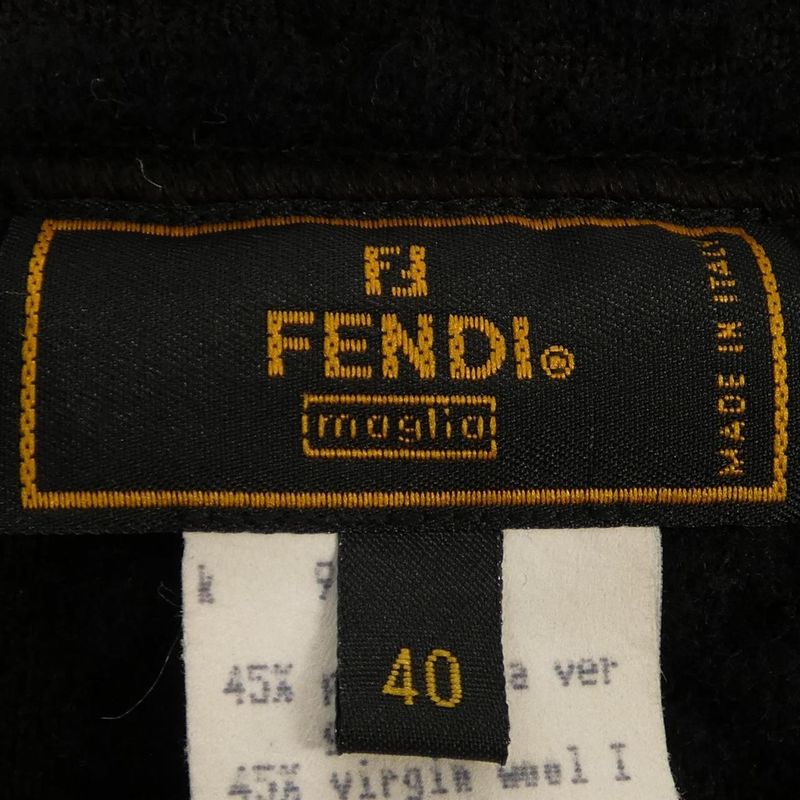 FF
FENDI®
maglia
MADE IN ITALY
40
45% a ver
45% virgin wool I